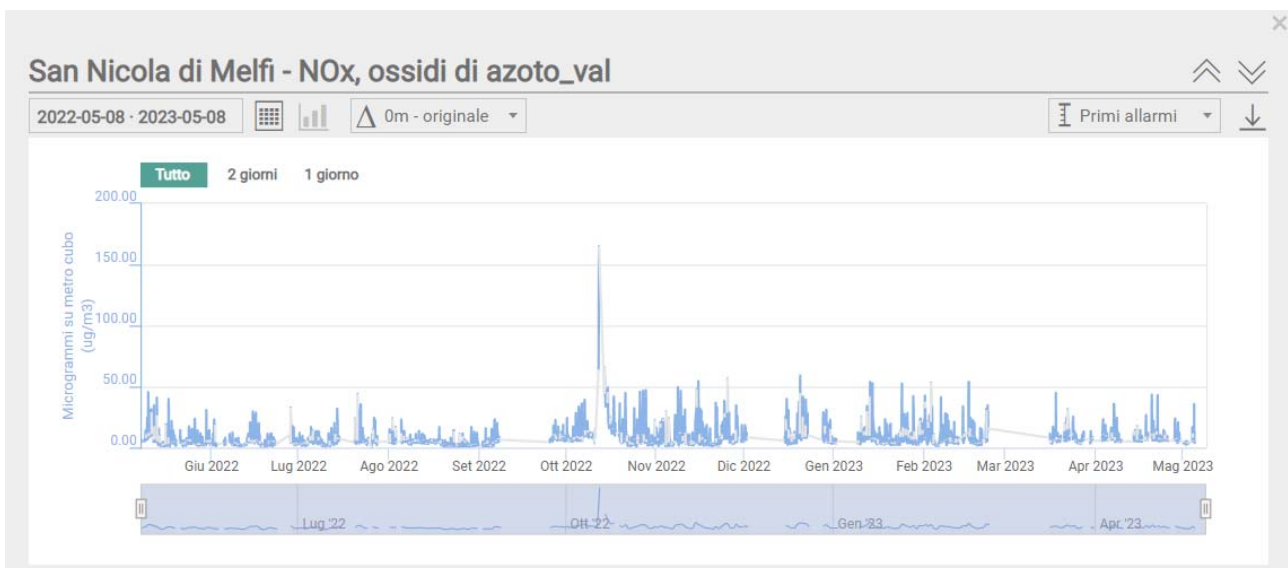 San Nicola di Melfi - NOx, ossidi di azoto_val
2022-05-08 · 2023-05-08
0m - originale
Primi allarmi
Tutto 2 giorni 1 giorno
Microgrammi su metro cubo
(ug/m3)
200.00
150.00
100.00
50.00
0.00
Giu 2022 Lug 2022 Ago 2022 Set 2022 Ott 2022 Nov 2022 Dic 2022 Gen 2023 Feb 2023 Mar 2023 Apr 2023 Mag 2023
Lug '22 Ott '22 Gen '23 Apr '23